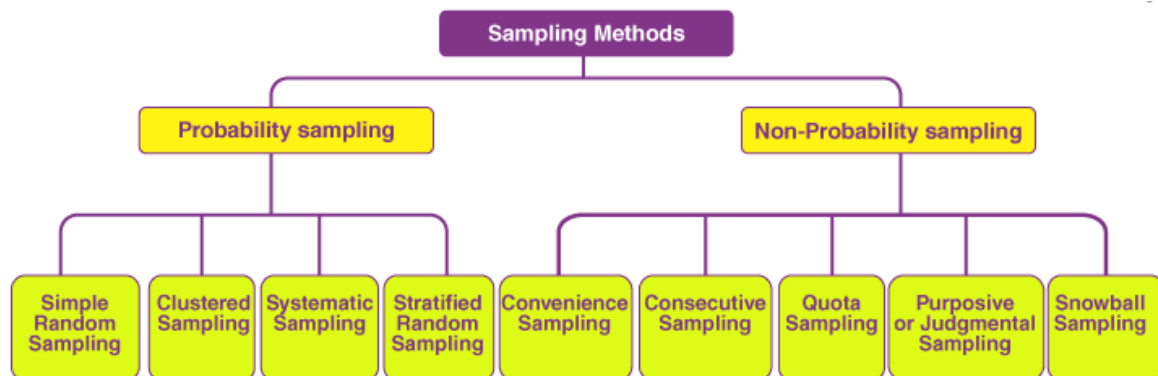 Sampling Methods
Probability sampling
Non-Probability sampling
Simple
Random
Sampling
Clustered
Sampling
Systematic
Sampling
Stratified
Random
Sampling
Convenience
Sampling
Consecutive
Sampling
Quota
Sampling
Purposive
or Judgmental
Sampling
Snowball
Sampling